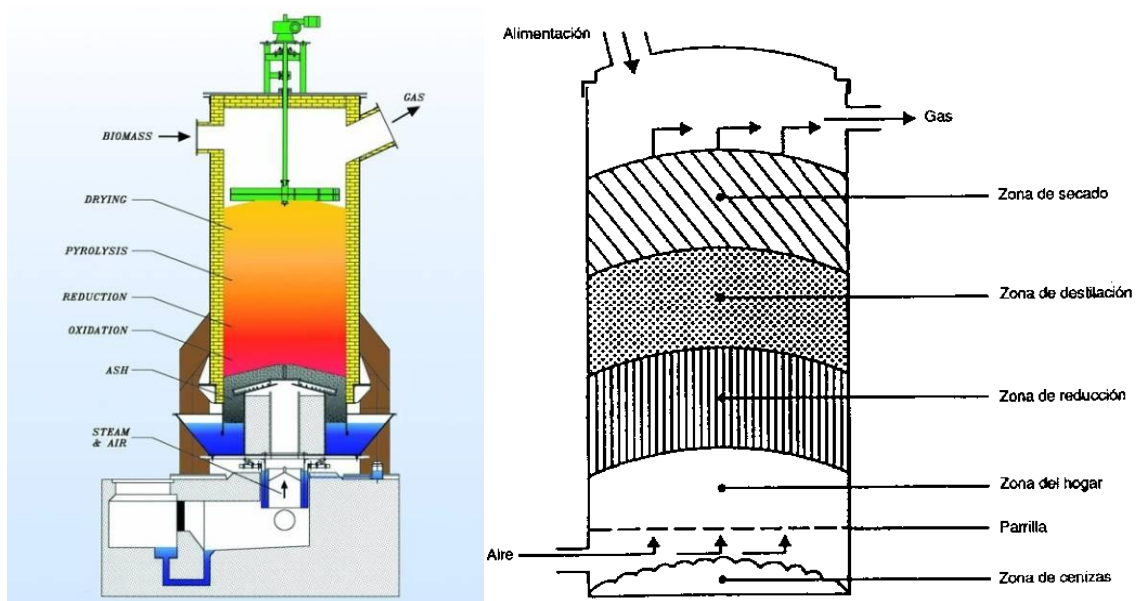 GAS
BIOMASS
DRYING
PYROLYSIS
REDUCTION
OXIDATION
ASH
STEAM
& AIR
Alimentación
Gas
Zona de secado
Zona de destilación
Zona de reducción
Zona del hogar
Parrilla
Aire
Zona de cenizas